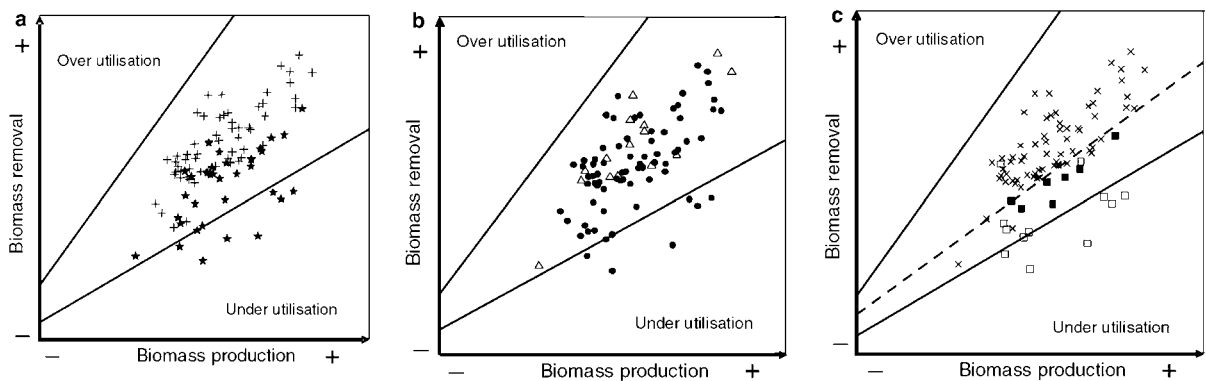 a
+
Over utilisation
Biomass removal
Under utilisation
—
— Biomass production +
b
+
Over utilisation
Biomass removal
Under utilisation
—
— Biomass production +
c
+
Over utilisation
Biomass removal
Under utilisation
—
— Biomass production +